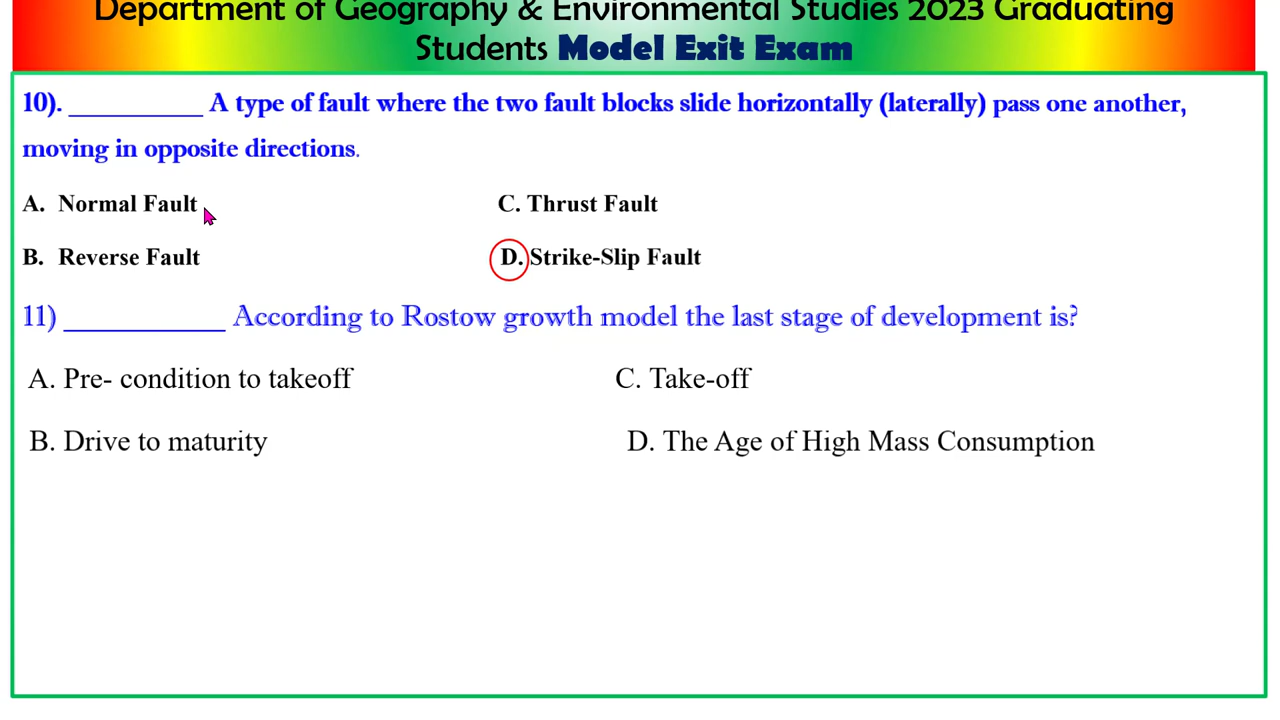 Department of Geography & Environmental Studies 2023 Graduating
Students Model Exit Exam
10). __________ A type of fault where the two fault blocks slide horizontally (laterally) pass one another,
moving in opposite directions.
A. Normal Fault C. Thrust Fault
B. Reverse Fault D. Strike-Slip Fault
11) ___________ According to Rostow growth model the last stage of development is?
A. Pre- condition to takeoff C. Take-off
B. Drive to maturity D. The Age of High Mass Consumption